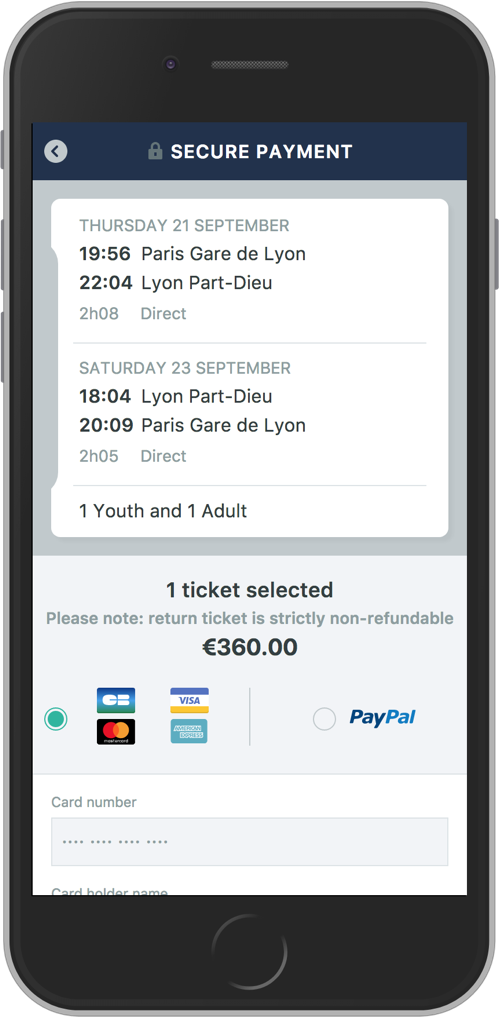 SECURE PAYMENT
THURSDAY 21 SEPTEMBER
19:56 Paris Gare de Lyon
22:04 Lyon Part-Dieu
2h08 Direct
SATURDAY 23 SEPTEMBER
18:04 Lyon Part-Dieu
20:09 Paris Gare de Lyon
2h05 Direct
1 Youth and 1 Adult
1 ticket selected
Please note: return ticket is strictly non-refundable
€360.00
CB VISA
mastercard AMERICAN EXPRESS
PayPal
Card number
.... .... .... ....
Card holder name